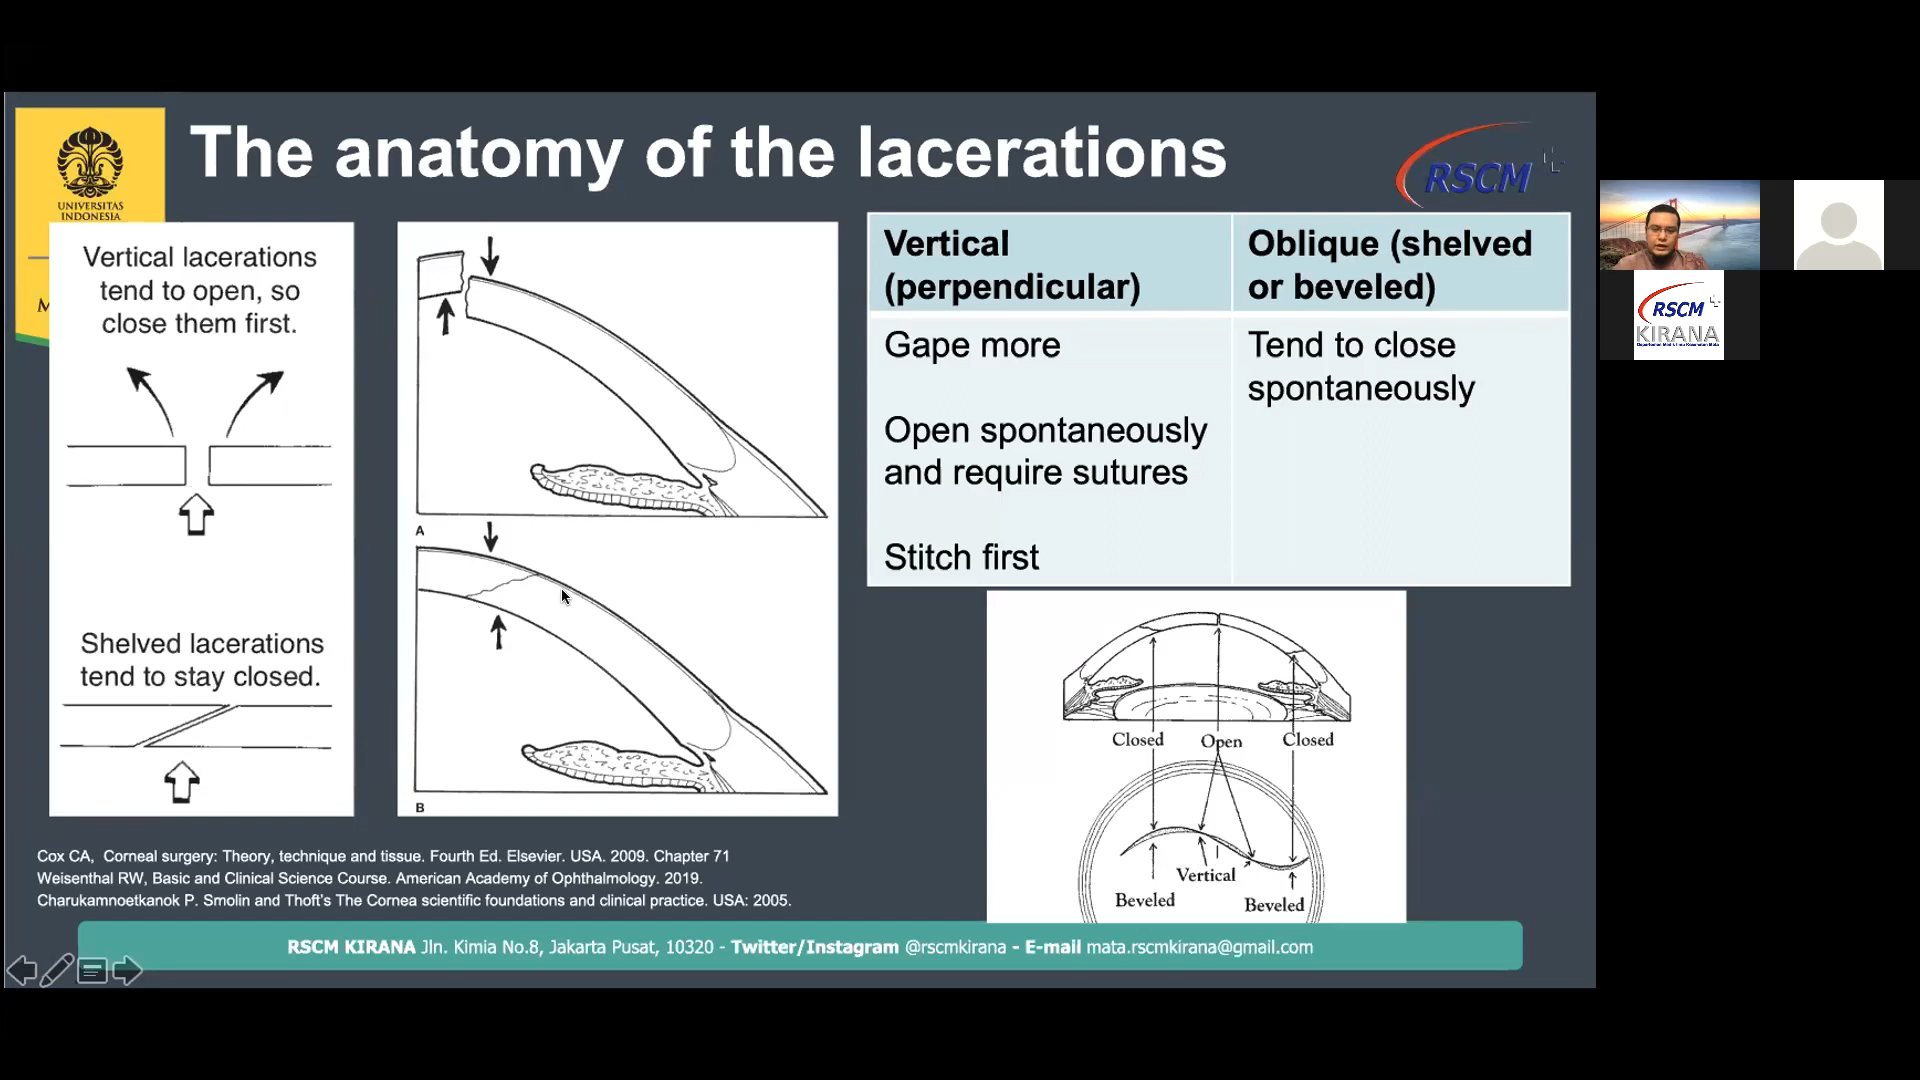 The anatomy of the lacerations
UNIVERSITAS
INDONESIA
M
RSCM
Vertical lacerations
tend to open, so
close them first.
Shelved lacerations
tend to stay closed.
A
B
Vertical
(perpendicular)
Oblique (shelved
or beveled)
Gape more
Open spontaneously
and require sutures
Stitch first
Tend to close
spontaneously
Closed
Open
Closed
Vertical
Beveled
Beveled
Cox CA, Corneal surgery: Theory, technique and tissue. Fourth Ed. Elsevier. USA. 2009. Chapter 71
Weisenthal RW, Basic and Clinical Science Course. American Academy of Ophthalmology. 2019.
Charukamnoetkanok P. Smolin and Thoft's The Cornea scientific foundations and clinical practice. USA: 2005.
RSCM KIRANA Jln. Kimia No.8, Jakarta Pusat, 10320 - Twitter/Instagram @rscmkirana - E-mail mata.rscmkirana@gmail.com
RSCM
KIRANA